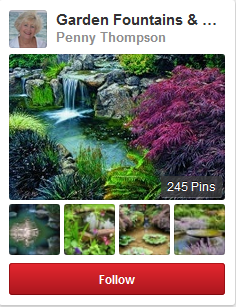 Garden Fountains & ...
Penny Thompson
245 Pins
Follow